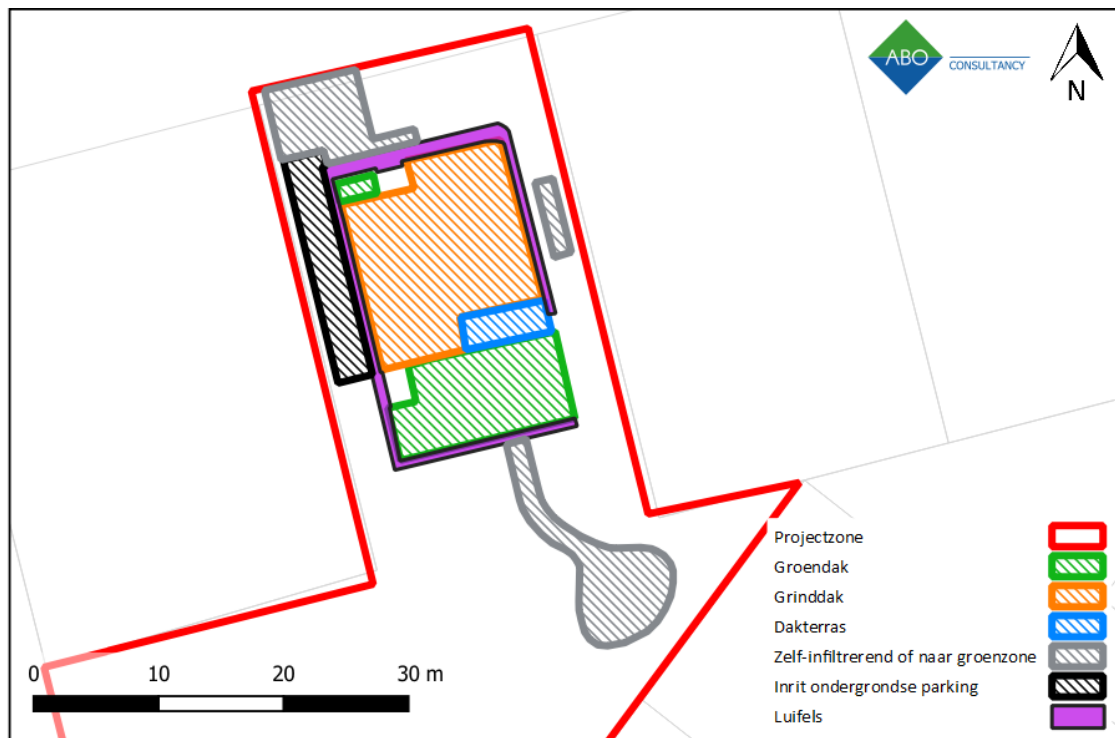 ABO
CONSULTANCY
N
Projectzone
Groendak
Grinddak
Dakterras
Zelf-infiltrerend of naar groenzone
Inrit ondergrondse parking
Luifels
0 10 20 30 m